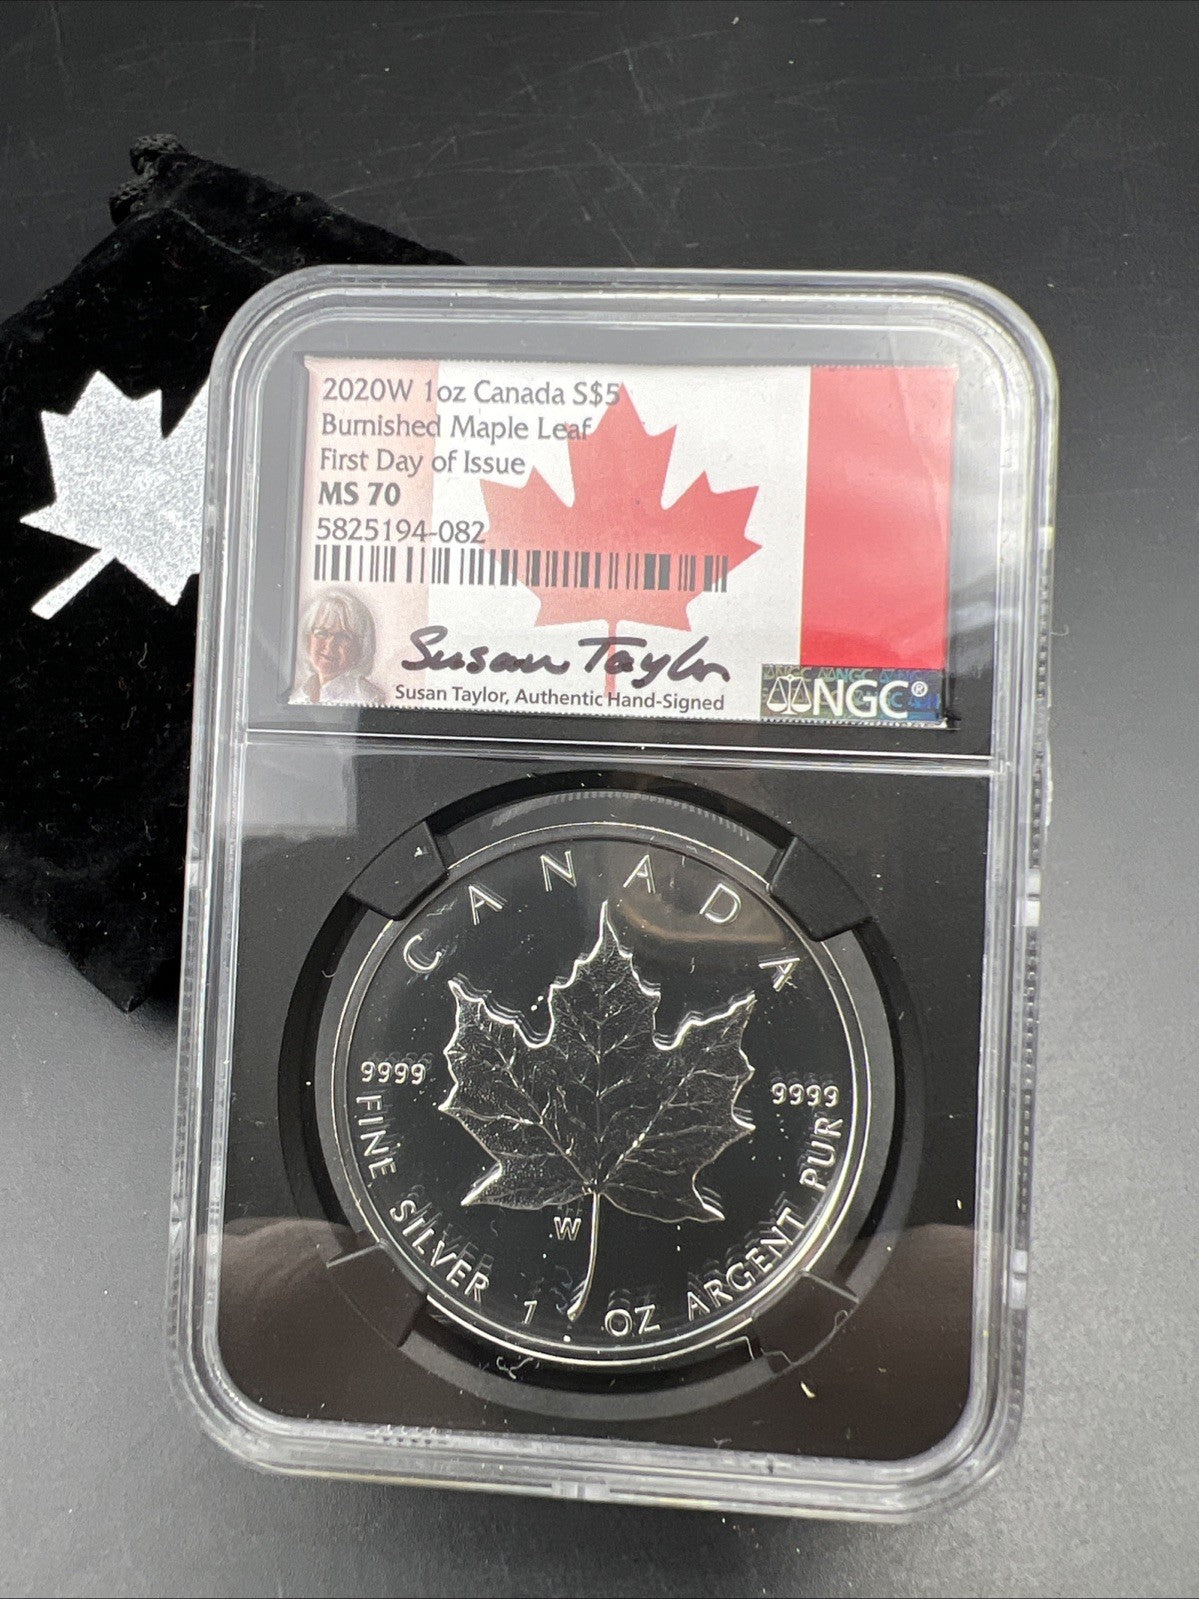 2020W 1oz Canada S$5
Burnished Maple Leaf
First Day of Issue
MS 70
5825194-082
Susan Taylor
Susan Taylor, Authentic Hand-Signed
NGC®
CANADA
9999
9999
FINE SILVER 1 OZ ARGENT PUR
W